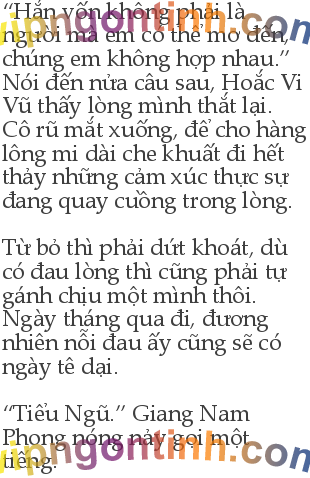 “Hắn vốn không phải là
người mà em có thể mơ đến,
chúng em không hợp nhau.”
Nói đến nửa câu sau, Hoắc Vi
Vũ thấy lòng mình thắt lại.
Cô rũ mắt xuống, để cho hàng
lông mi dài che khuất đi hết
thảy những cảm xúc thực sự
đang quay cuồng trong lòng.
Từ bỏ thì phải dứt khoát, dù
có đau lòng thì cũng phải tự
gánh chịu một mình thôi.
Ngày tháng qua đi, đương
nhiên nỗi đau ấy cũng sẽ có
ngày tê dại.
“Tiểu Ngũ.” Giang Nam
Phong nóng nảy gọi một
tiếng.
vipngontinh.com
vipngontinh.com